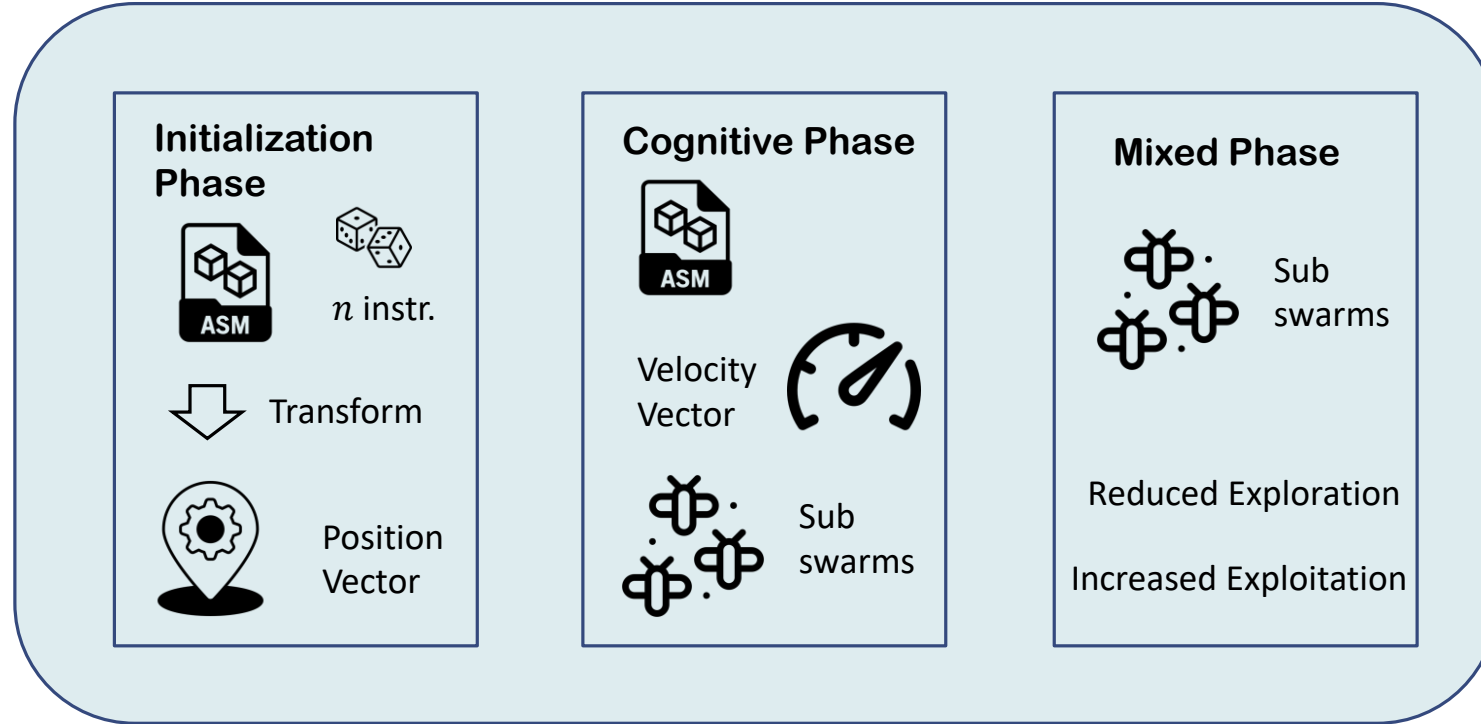 Initialization
Phase
ASM
n instr.
Transform
Position
Vector
Cognitive Phase
ASM
Velocity
Vector
Sub
swarms
Mixed Phase
Sub
swarms
Reduced Exploration
Increased Exploitation